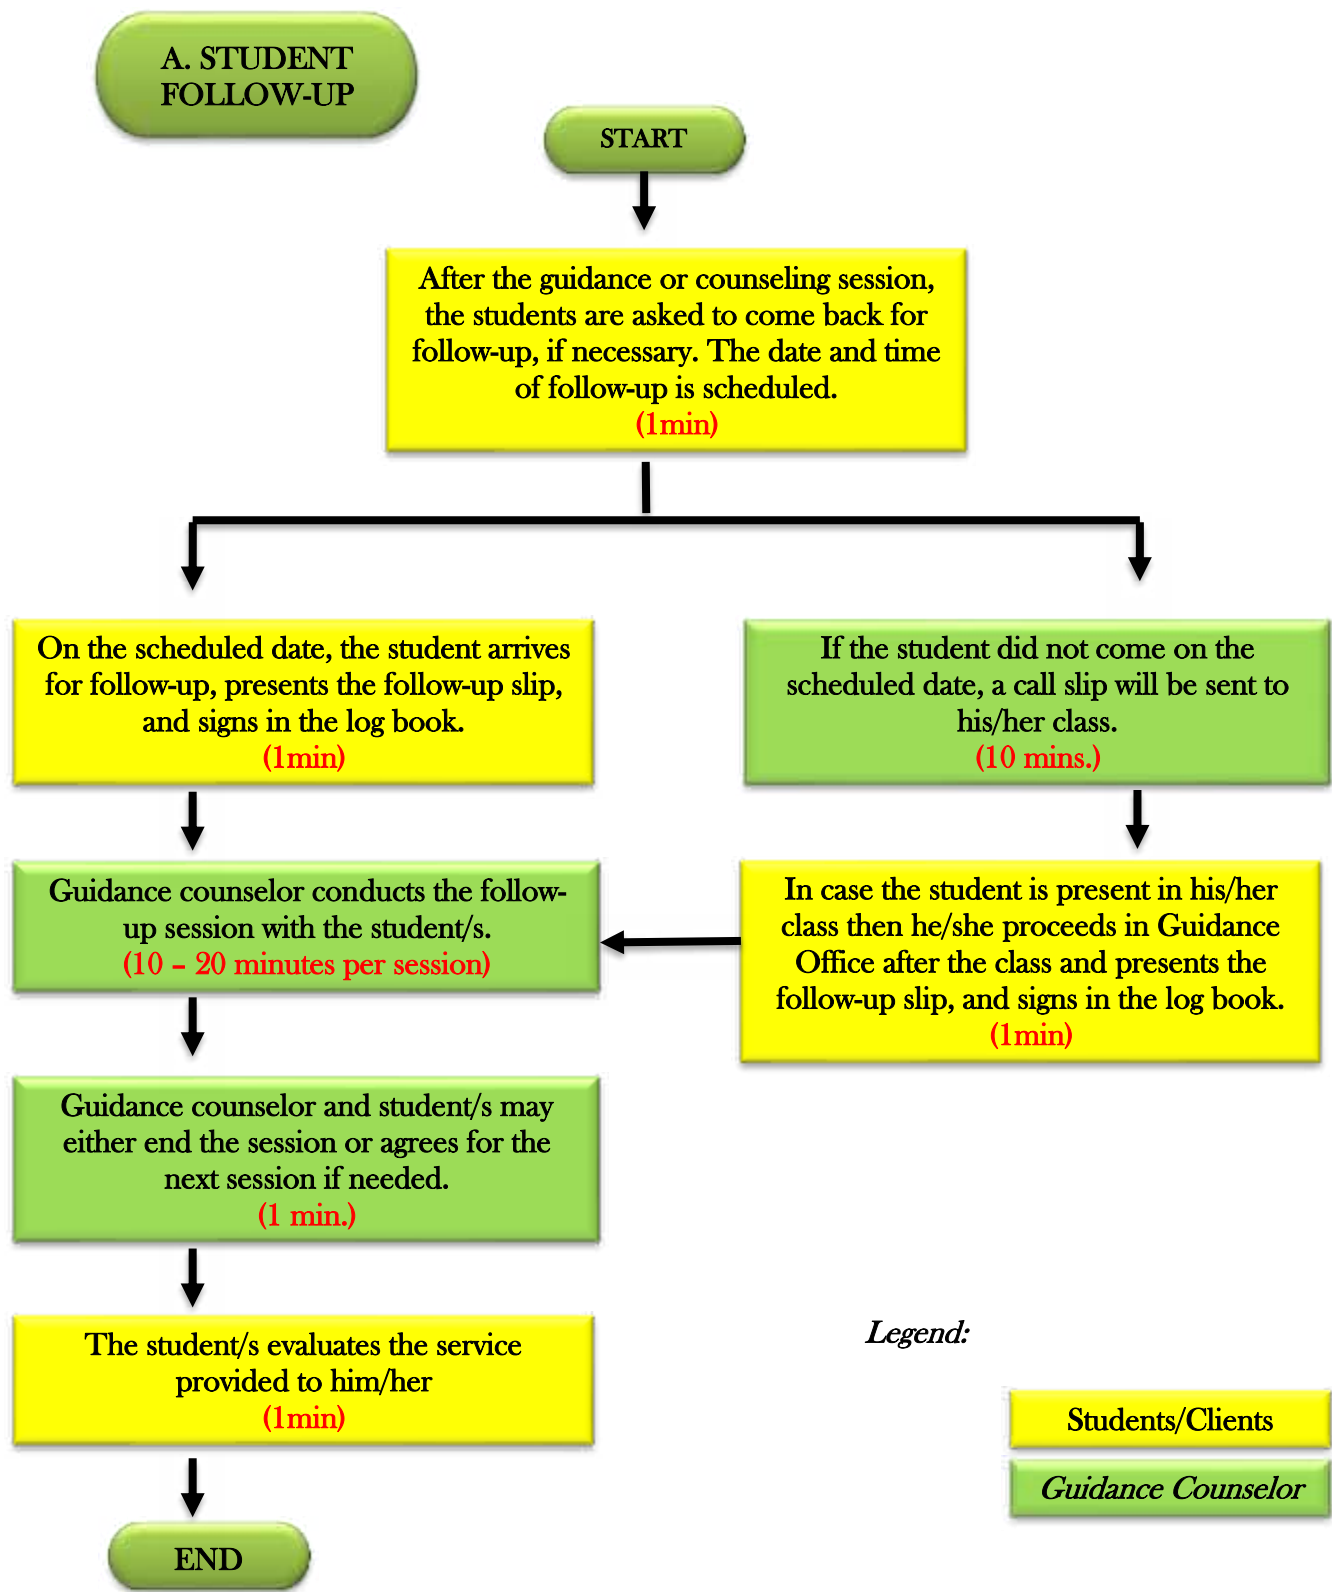 A. STUDENT
FOLLOW-UP
START
After the guidance or counseling session,
the students are asked to come back for
follow-up, if necessary. The date and time
of follow-up is scheduled.
(1min)
On the scheduled date, the student arrives
for follow-up, presents the follow-up slip,
and signs in the log book.
(1min)
If the student did not come on the
scheduled date, a call slip will be sent to
his/her class.
(10 mins.)
Guidance counselor conducts the follow-
up session with the student/s.
(10 – 20 minutes per session)
In case the student is present in his/her
class then he/she proceeds in Guidance
Office after the class and presents the
follow-up slip, and signs in the log book.
(1min)
Guidance counselor and student/s may
either end the session or agrees for the
next session if needed.
(1 min.)
The student/s evaluates the service
provided to him/her
(1min)
END
Legend:
Students/Clients
Guidance Counselor